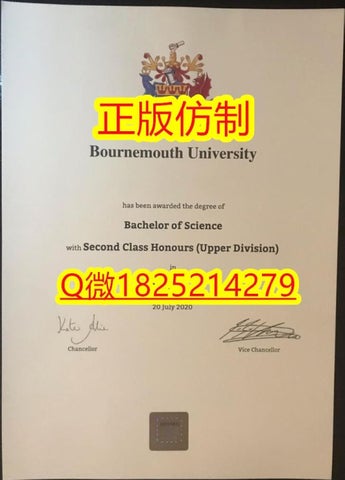 正版仿制
Bournemouth University
has been awarded the degree of
Bachelor of Science
with Second Class Honours (Upper Division)
in
Q微1825214279
20 July 2020
Chancellor
Vice Chancellor